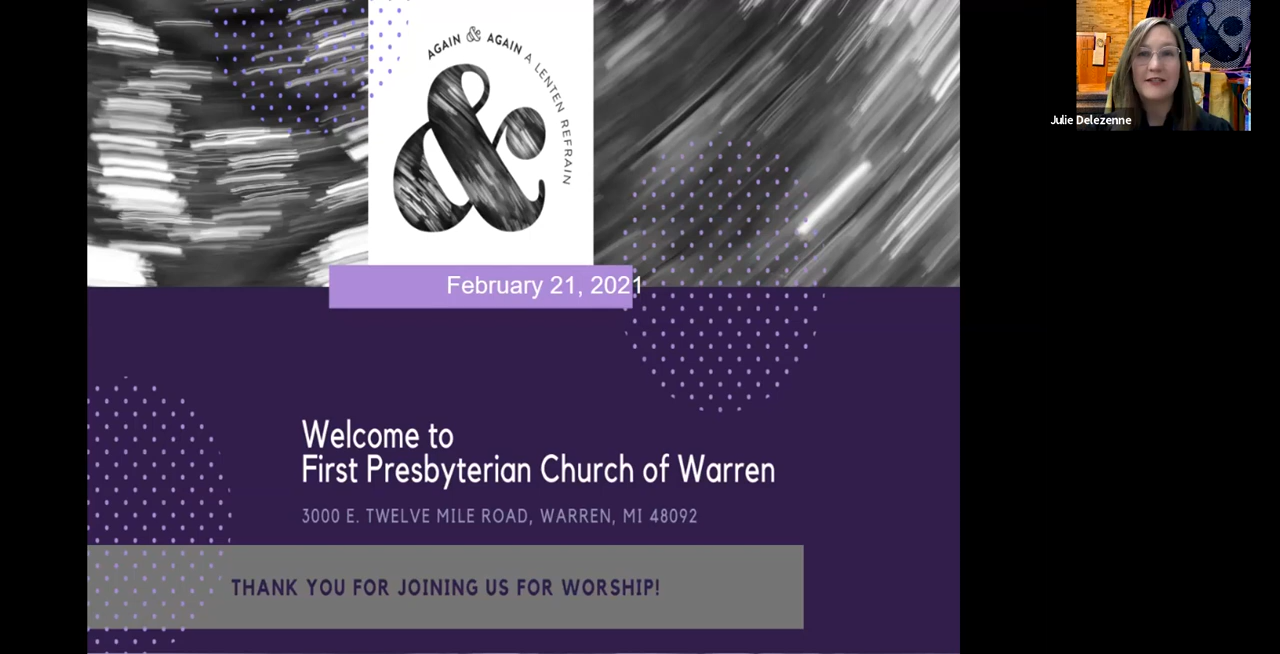 AGAIN & AGAIN A LENTEN REFRAIN
&
February 21, 2021
Welcome to
First Presbyterian Church of Warren
3000 E. TWELVE MILE ROAD, WARREN, MI 48092
THANK YOU FOR JOINING US FOR WORSHIP!
Julie Delezenne